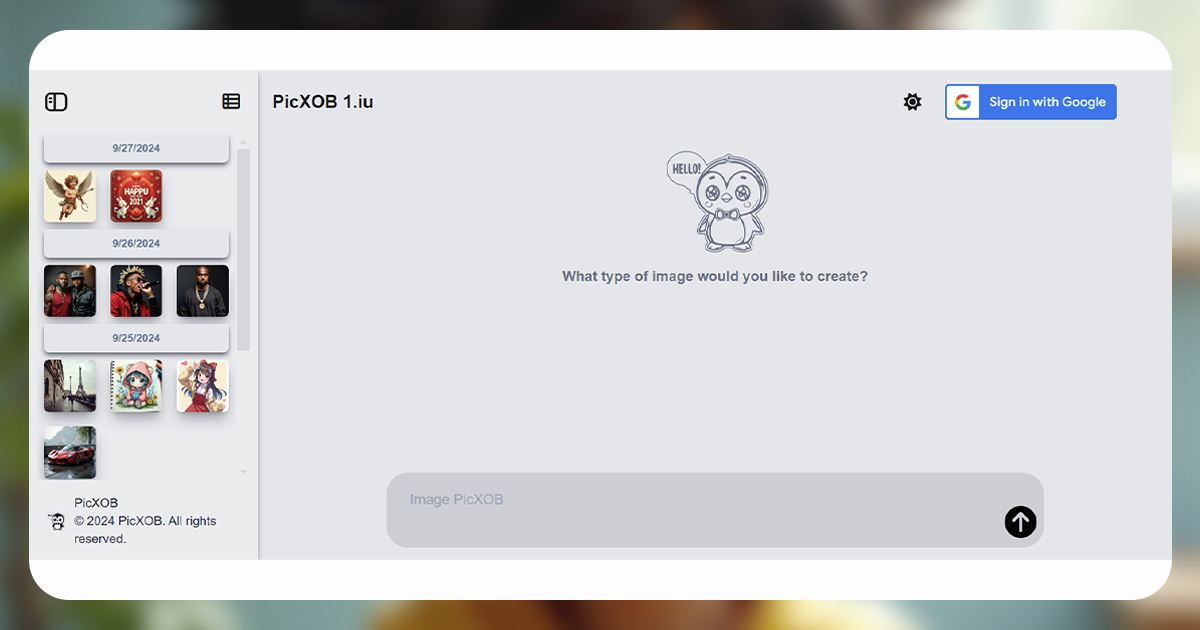 PicXOB 1.iu
Sign in with Google
9/27/2024
HAPPU
2021
9/26/2024
9/25/2024
HELLO!
What type of image would you like to create?
Image PicXOB
PicXOB
© 2024 PicXOB. All rights
reserved.